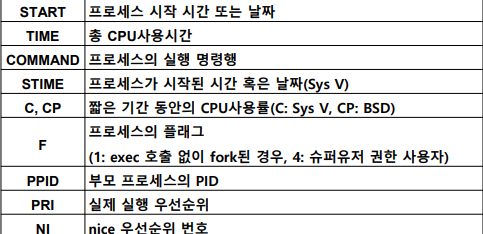 START 프로세스 시작 시간 또는 날짜
TIME 총 CPU사용시간
COMMAND 프로세스의 실행 명령행
STIME 프로세스가 시작된 시간 혹은 날짜(Sys V)
C, CP 짧은 기간 동안의 CPU사용률(C: Sys V, CP: BSD)
F 프로세스의 플래그
(1: exec 호출 없이 fork된 경우, 4: 슈퍼유저 권한 사용자)
PPID 부모 프로세스의 PID
PRI 실제 실행 우선순위
NI nice 우선순위 번호